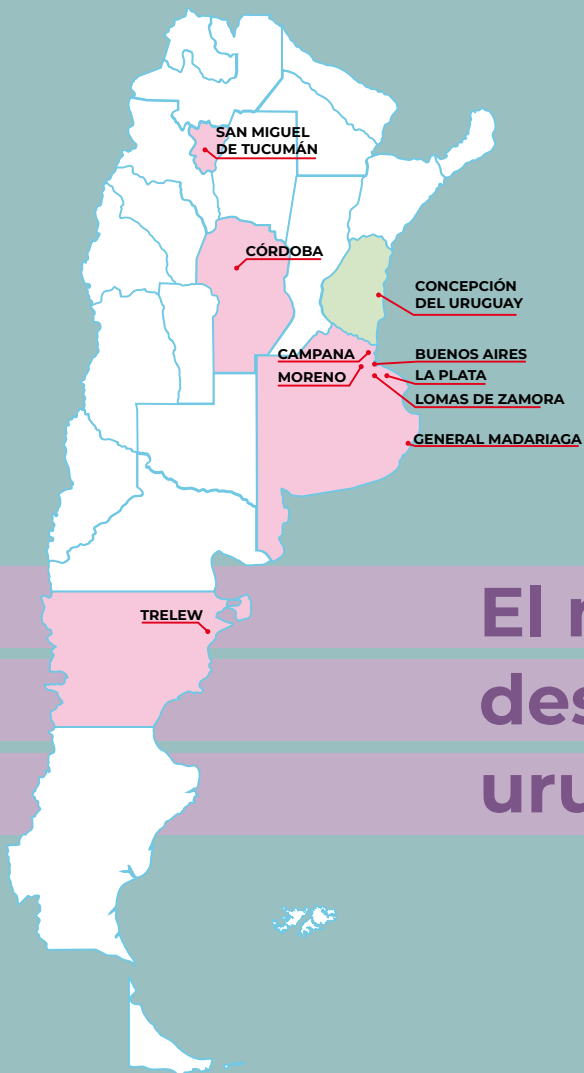 SAN MIGUEL
DE TUCUMÁN
CÓRDOBA
CONCEPCIÓN
DEL URUGUAY
CAMPANA
BUENOS AIRES
MORENO
LA PLATA
LOMAS DE ZAMORA
GENERAL MADARIAGA
TRELEW
El